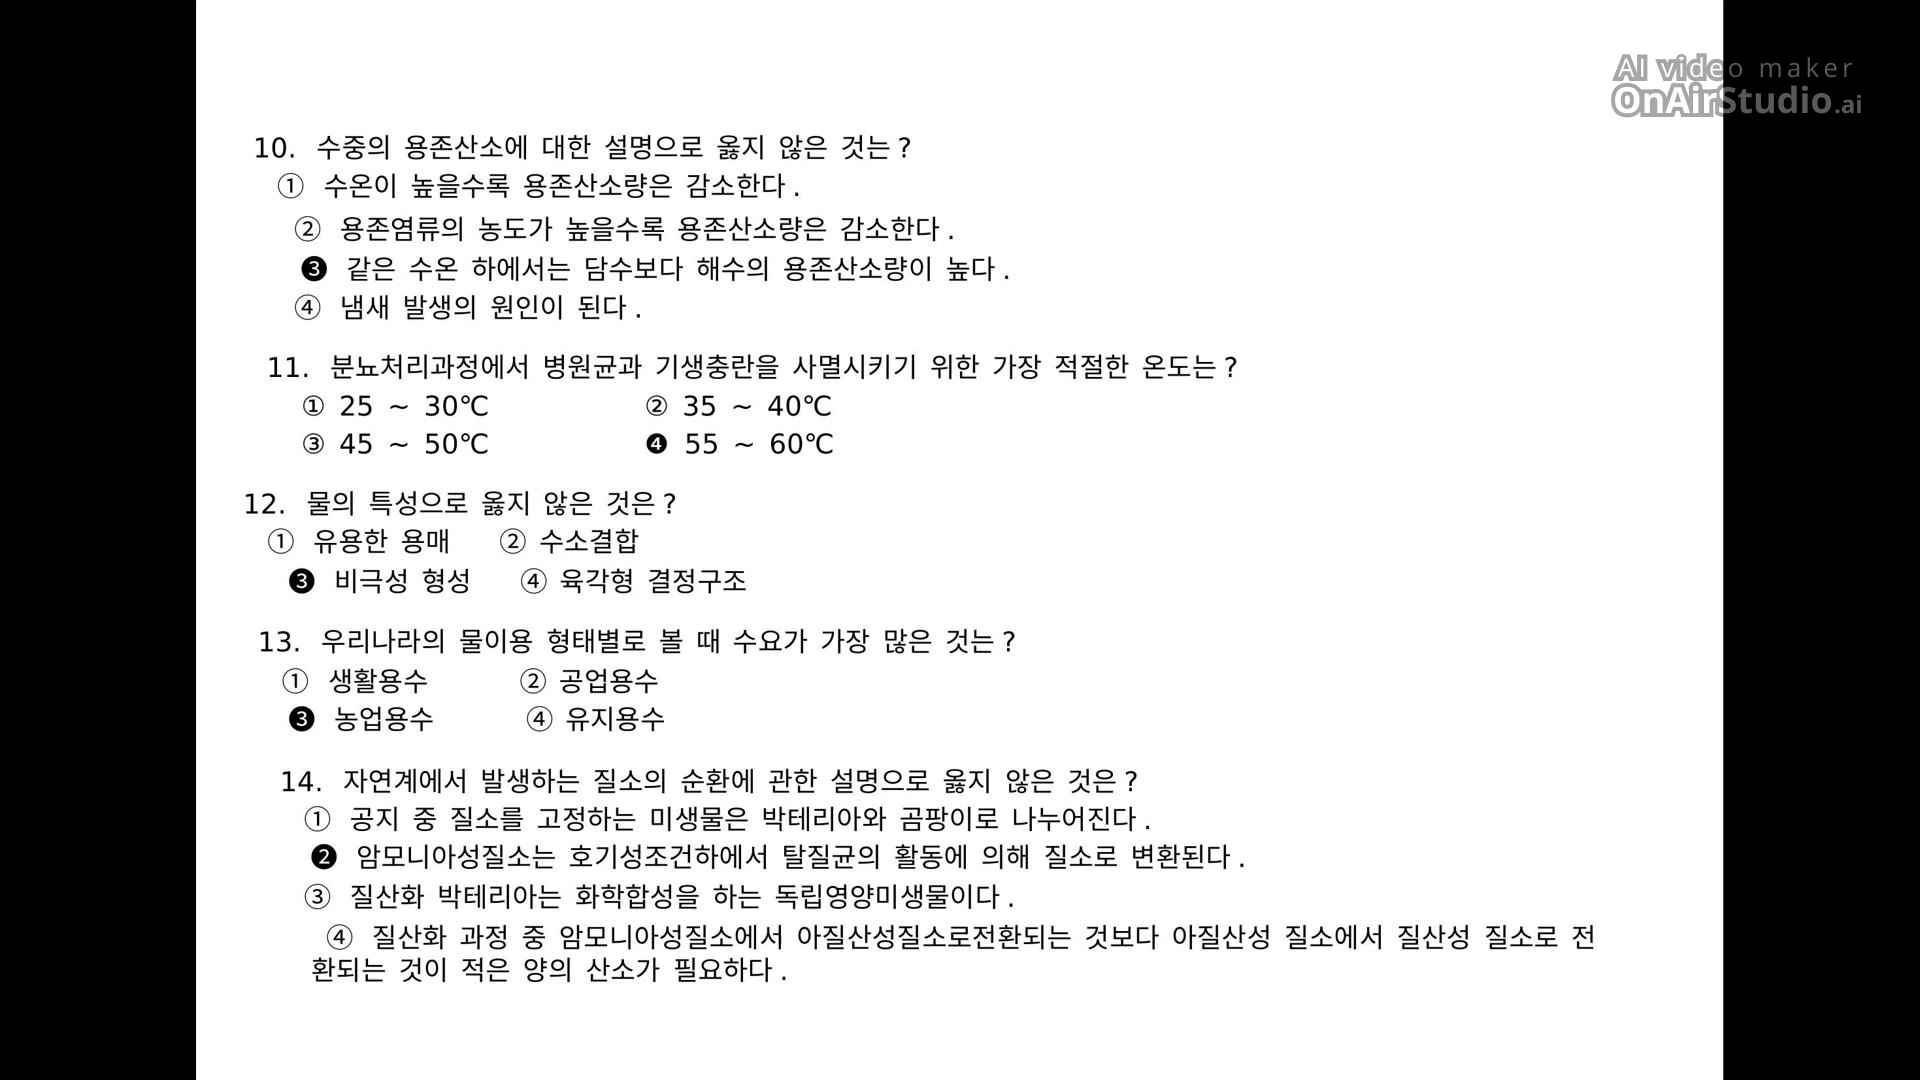 AI video maker
OnAirStudio.ai
10. 수중의 용존산소에 대한 설명으로 옳지 않은 것는?
① 수온이 높을수록 용존산소량은 감소한다.
② 용존염류의 농도가 높을수록 용존산소량은 감소한다.
❸ 같은 수온 하에서는 담수보다 해수의 용존산소량이 높다.
④ 냄새 발생의 원인이 된다.
11. 분뇨처리과정에서 병원균과 기생충란을 사멸시키기 위한 가장 적절한 온도는?
① 25 ~ 30℃ ② 35 ~ 40℃
③ 45 ~ 50℃ ❹ 55 ~ 60℃
12. 물의 특성으로 옳지 않은 것은?
① 유용한 용매 ② 수소결합
❸ 비극성 형성 ④ 육각형 결정구조
13. 우리나라의 물이용 형태별로 볼 때 수요가 가장 많은 것는?
① 생활용수 ② 공업용수
❸ 농업용수 ④ 유지용수
14. 자연계에서 발생하는 질소의 순환에 관한 설명으로 옳지 않은 것은?
① 공지 중 질소를 고정하는 미생물은 박테리아와 곰팡이로 나누어진다.
❷ 암모니아성질소는 호기성조건하에서 탈질균의 활동에 의해 질소로 변환된다.
③ 질산화 박테리아는 화학합성을 하는 독립영양미생물이다.
④ 질산화 과정 중 암모니아성질소에서 아질산성질소로전환되는 것보다 아질산성 질소에서 질산성 질소로 전
환되는 것이 적은 양의 산소가 필요하다.